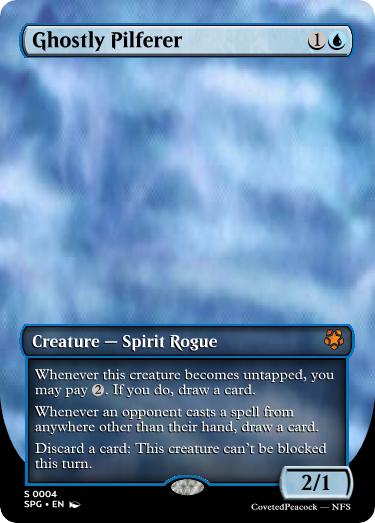 Ghostly Pilferer 1
Creature — Spirit Rogue
Whenever this creature becomes untapped, you
may pay 2. If you do, draw a card.
Whenever an opponent casts a spell from
anywhere other than their hand, draw a card.
Discard a card: This creature can't be blocked
this turn.
2/1
S 0004
SPG • EN
CovetedPeacock — NFS